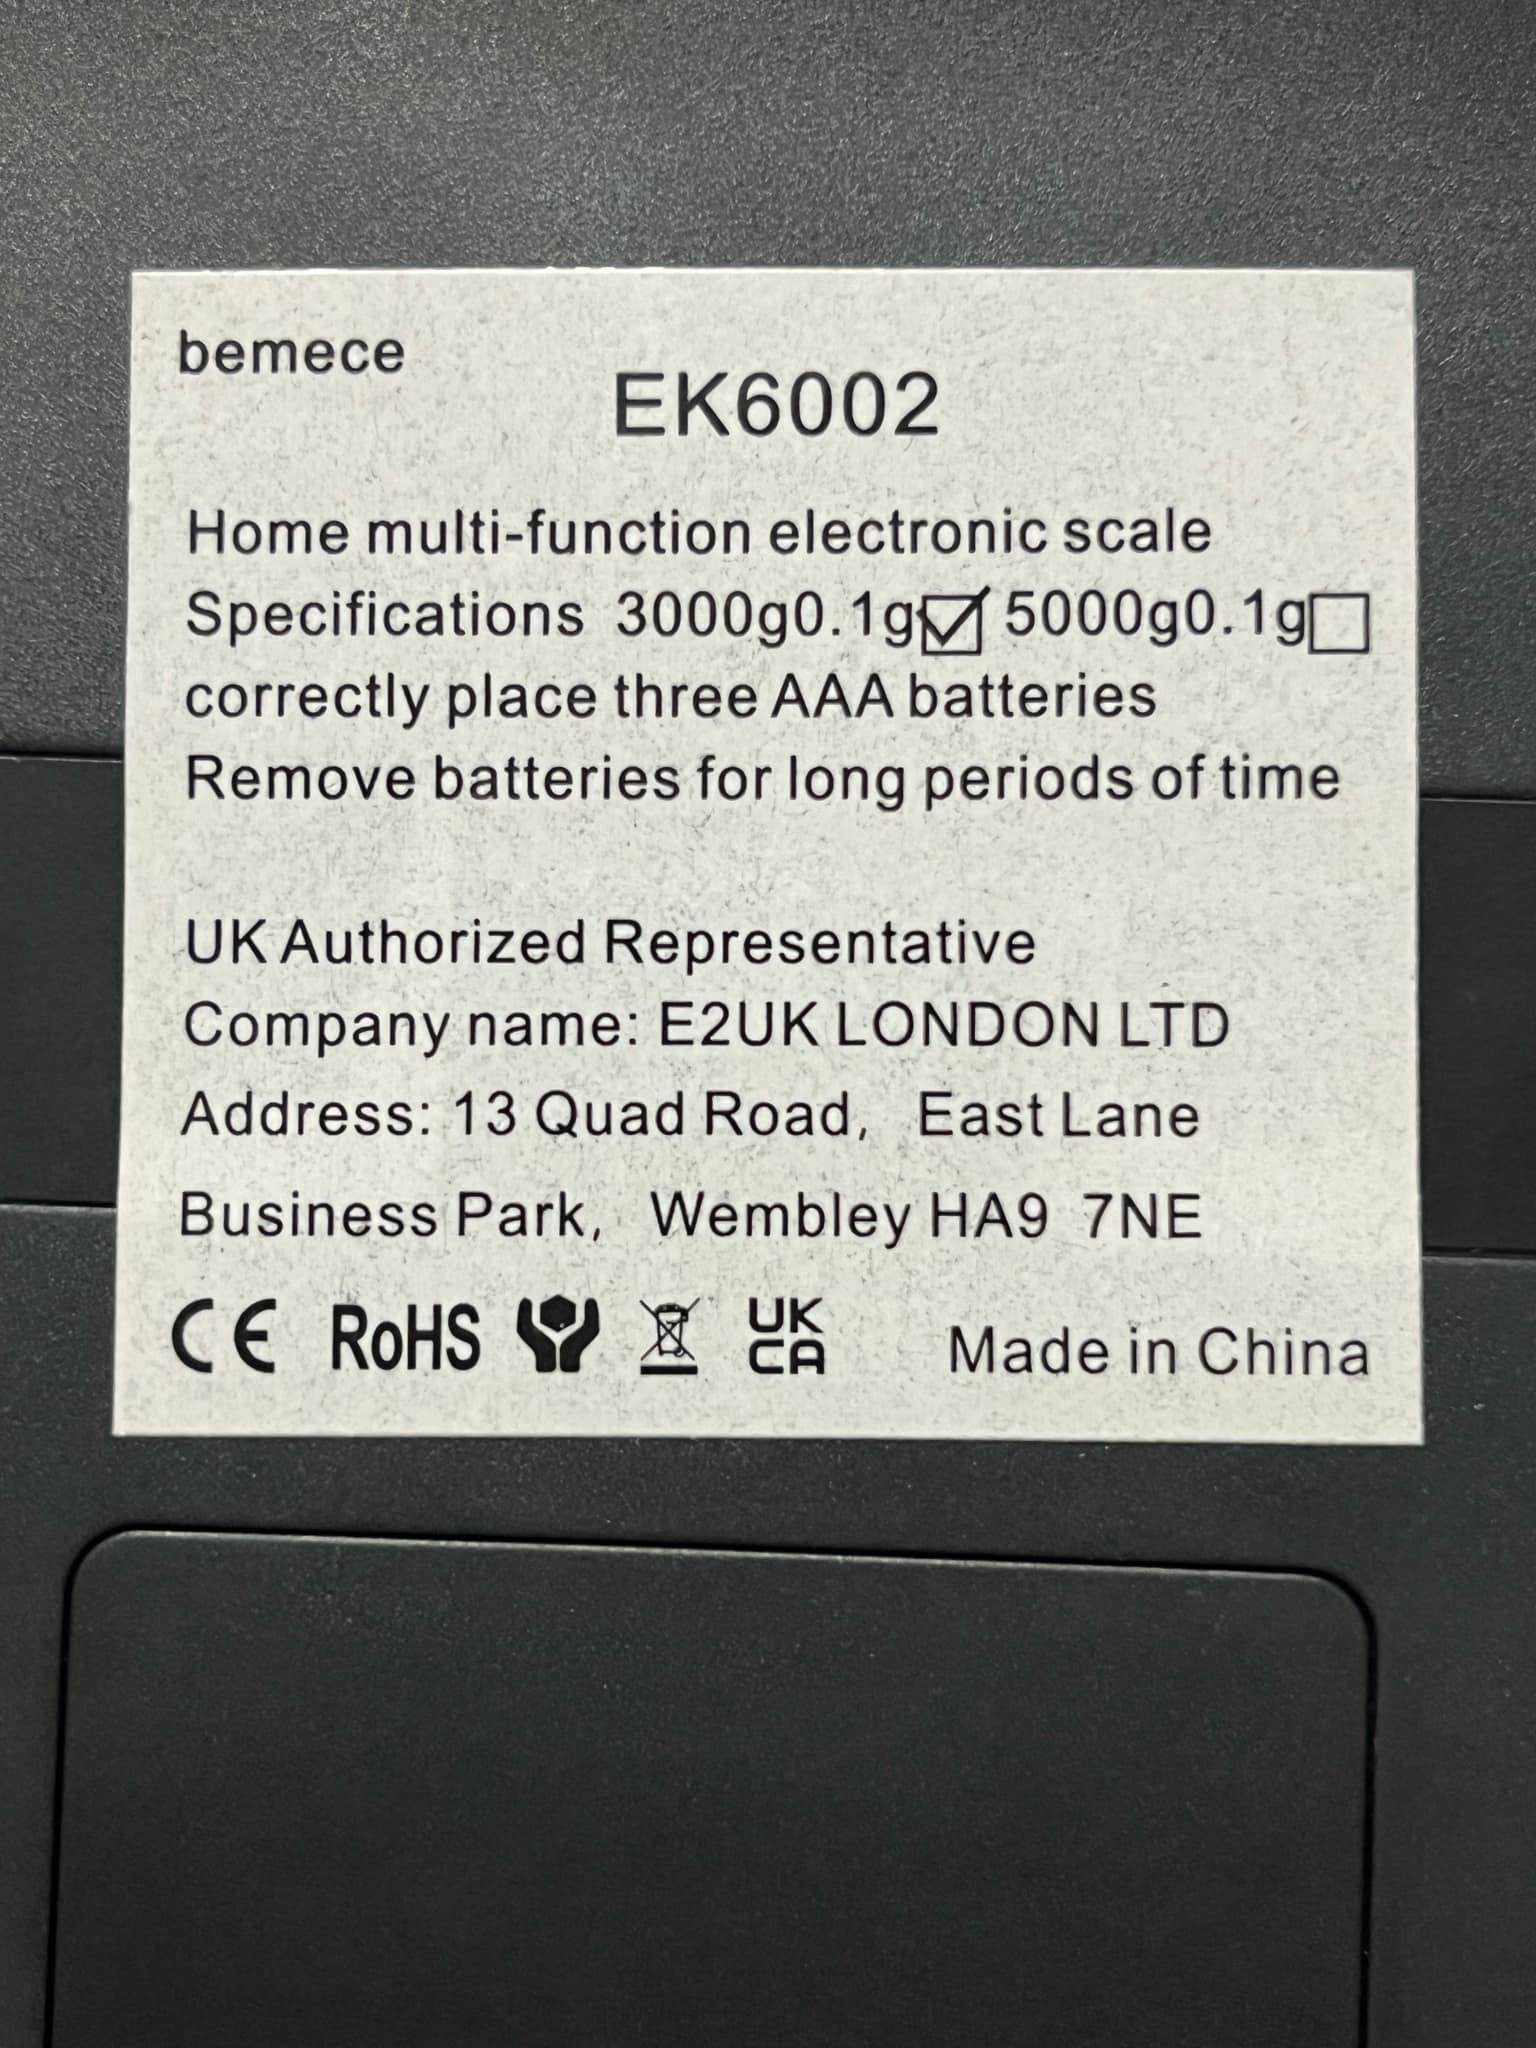 bemece
EK6002
Home multi-function electronic scale
Specifications 3000g0.1g☑ 5000g0.1g☐
correctly place three AAA batteries
Remove batteries for long periods of time
UK Authorized Representative
Company name: E2UK LONDON LTD
Address: 13 Quad Road, East Lane
Business Park, Wembley HA9 7NE
CE RoHS UK CA Made in China